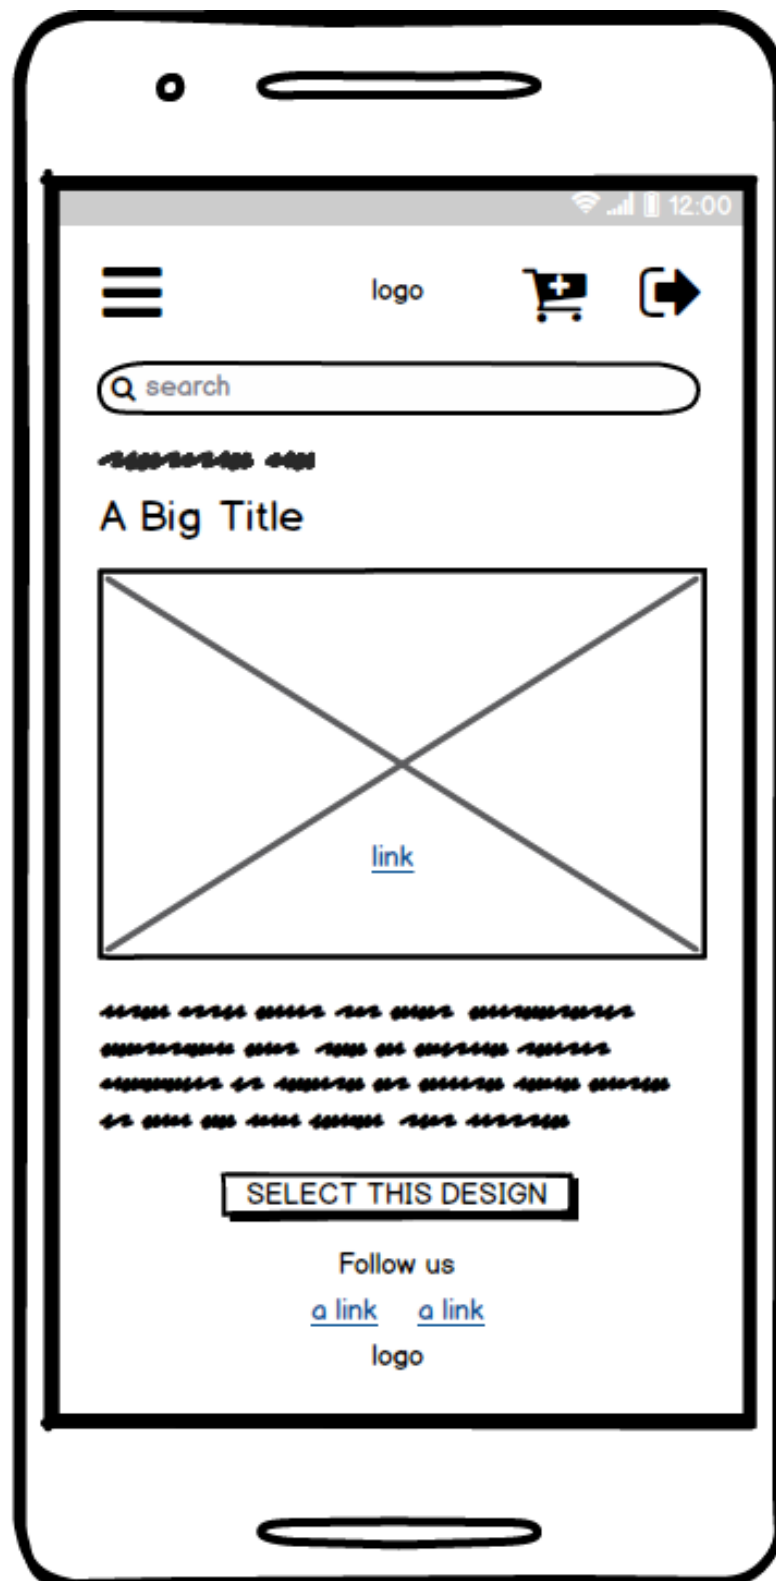 12:00
logo
search
A Big Title
link
SELECT THIS DESIGN
Follow us
a link a link
logo